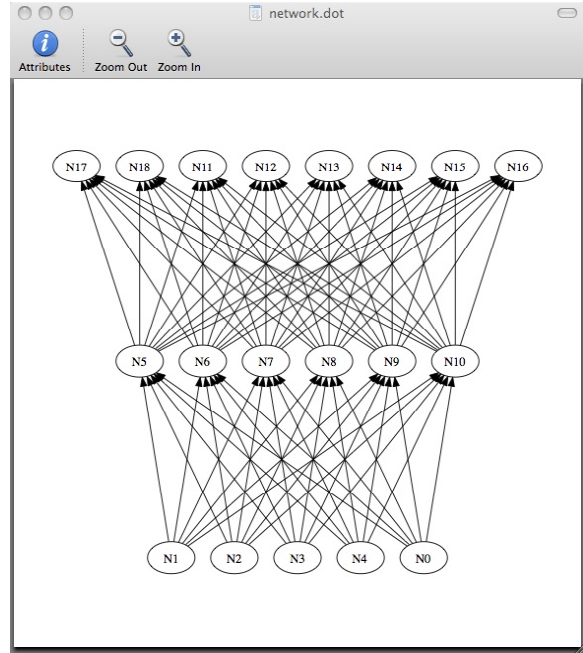 network.dot
Attributes Zoom Out Zoom In
N17 N18 N11 N12 N13 N14 N15 N16
N5 N6 N7 N8 N9 N10
N1 N2 N3 N4 N0